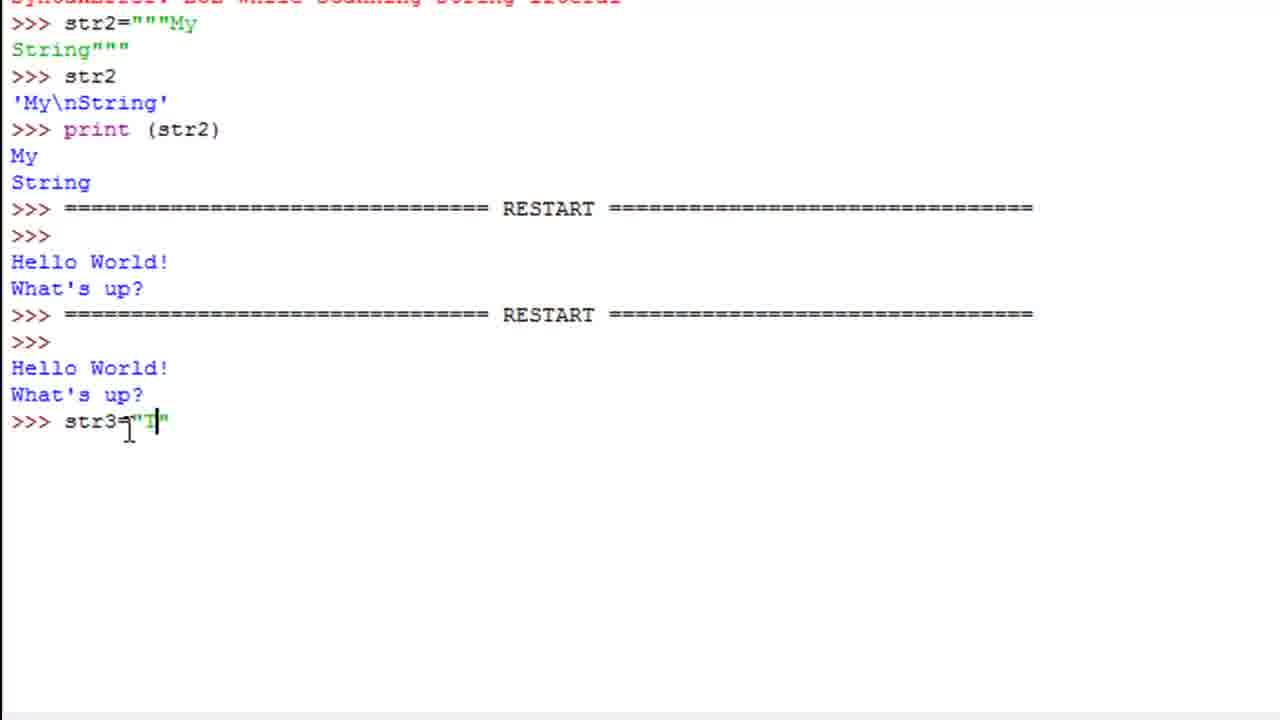 SyntaxError: EOL while scanning string literal
>>> str2="""My
String"""
>>> str2
'My\nString'
>>> print (str2)
My
String
>>> ================================ RESTART ================================
>>>
Hello World!
What's up?
>>> ================================ RESTART ================================
>>>
Hello World!
What's up?
>>> str3="T"